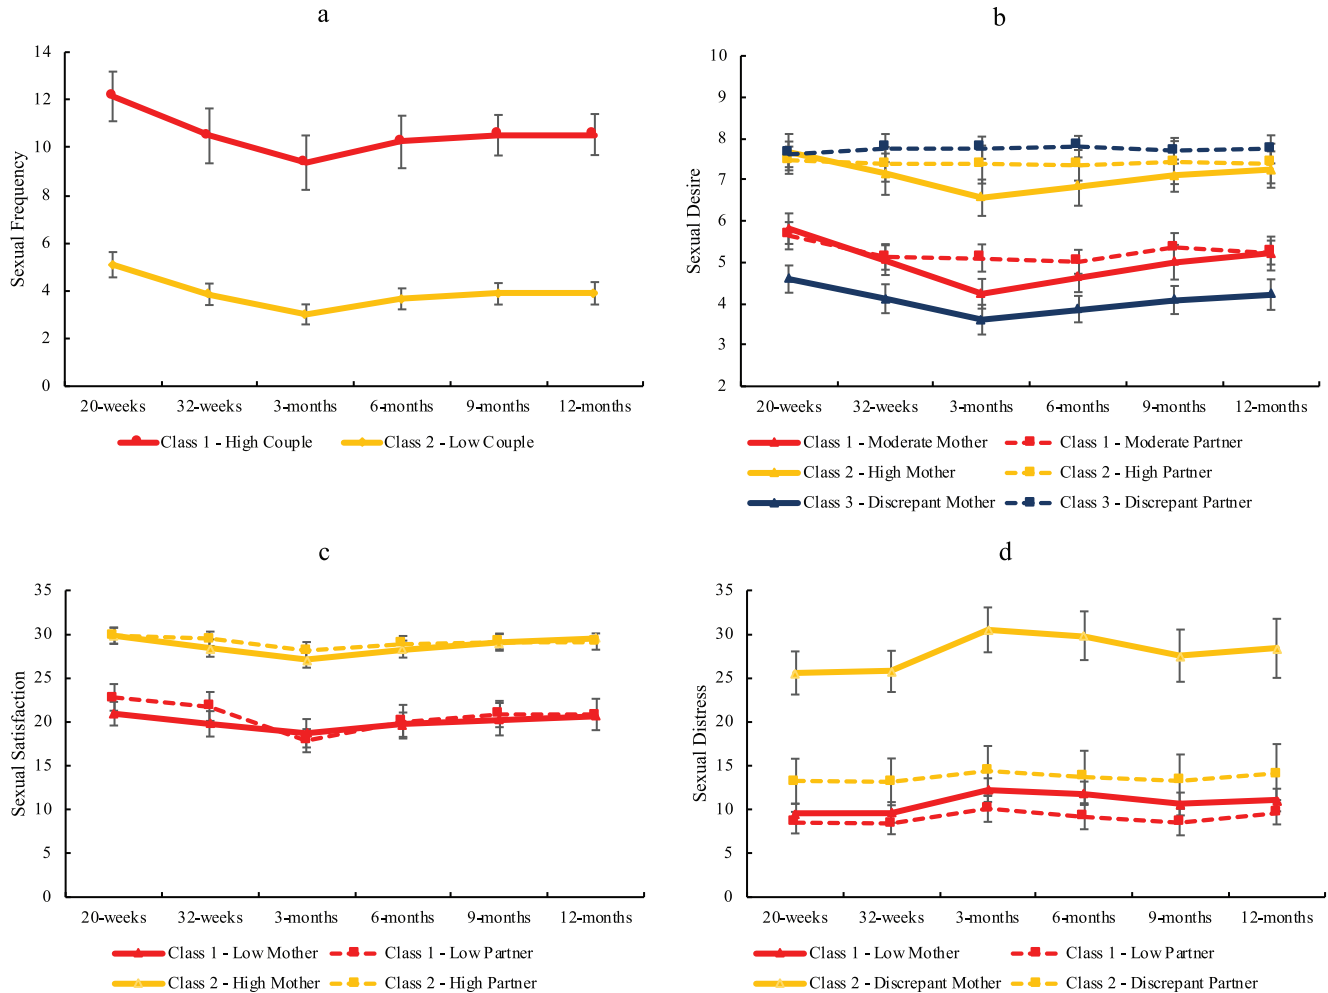 a
14
12
10
8
6
4
2
0
Sexual Frequency
20-weeks 32-weeks 3-months 6-months 9-months 12-months
Class 1 - High Couple Class 2 - Low Couple
b
10
9
8
7
6
5
4
3
2
Sexual Desire
20-weeks 32-weeks 3-months 6-months 9-months 12-months
Class 1 - Moderate Mother Class 1 - Moderate Partner
Class 2 - High Mother Class 2 - High Partner
Class 3 - Discrepant Mother Class 3 - Discrepant Partner
c
35
30
25
20
15
10
5
0
Sexual Satisfaction
20-weeks 32-weeks 3-months 6-months 9-months 12-months
Class 1 - Low Mother Class 1 - Low Partner
Class 2 - High Mother Class 2 - High Partner
d
35
30
25
20
15
10
5
0
Sexual Distress
20-weeks 32-weeks 3-months 6-months 9-months 12-months
Class 1 - Low Mother Class 1 - Low Partner
Class 2 - Discrepant Mother Class 2 - Discrepant Partner